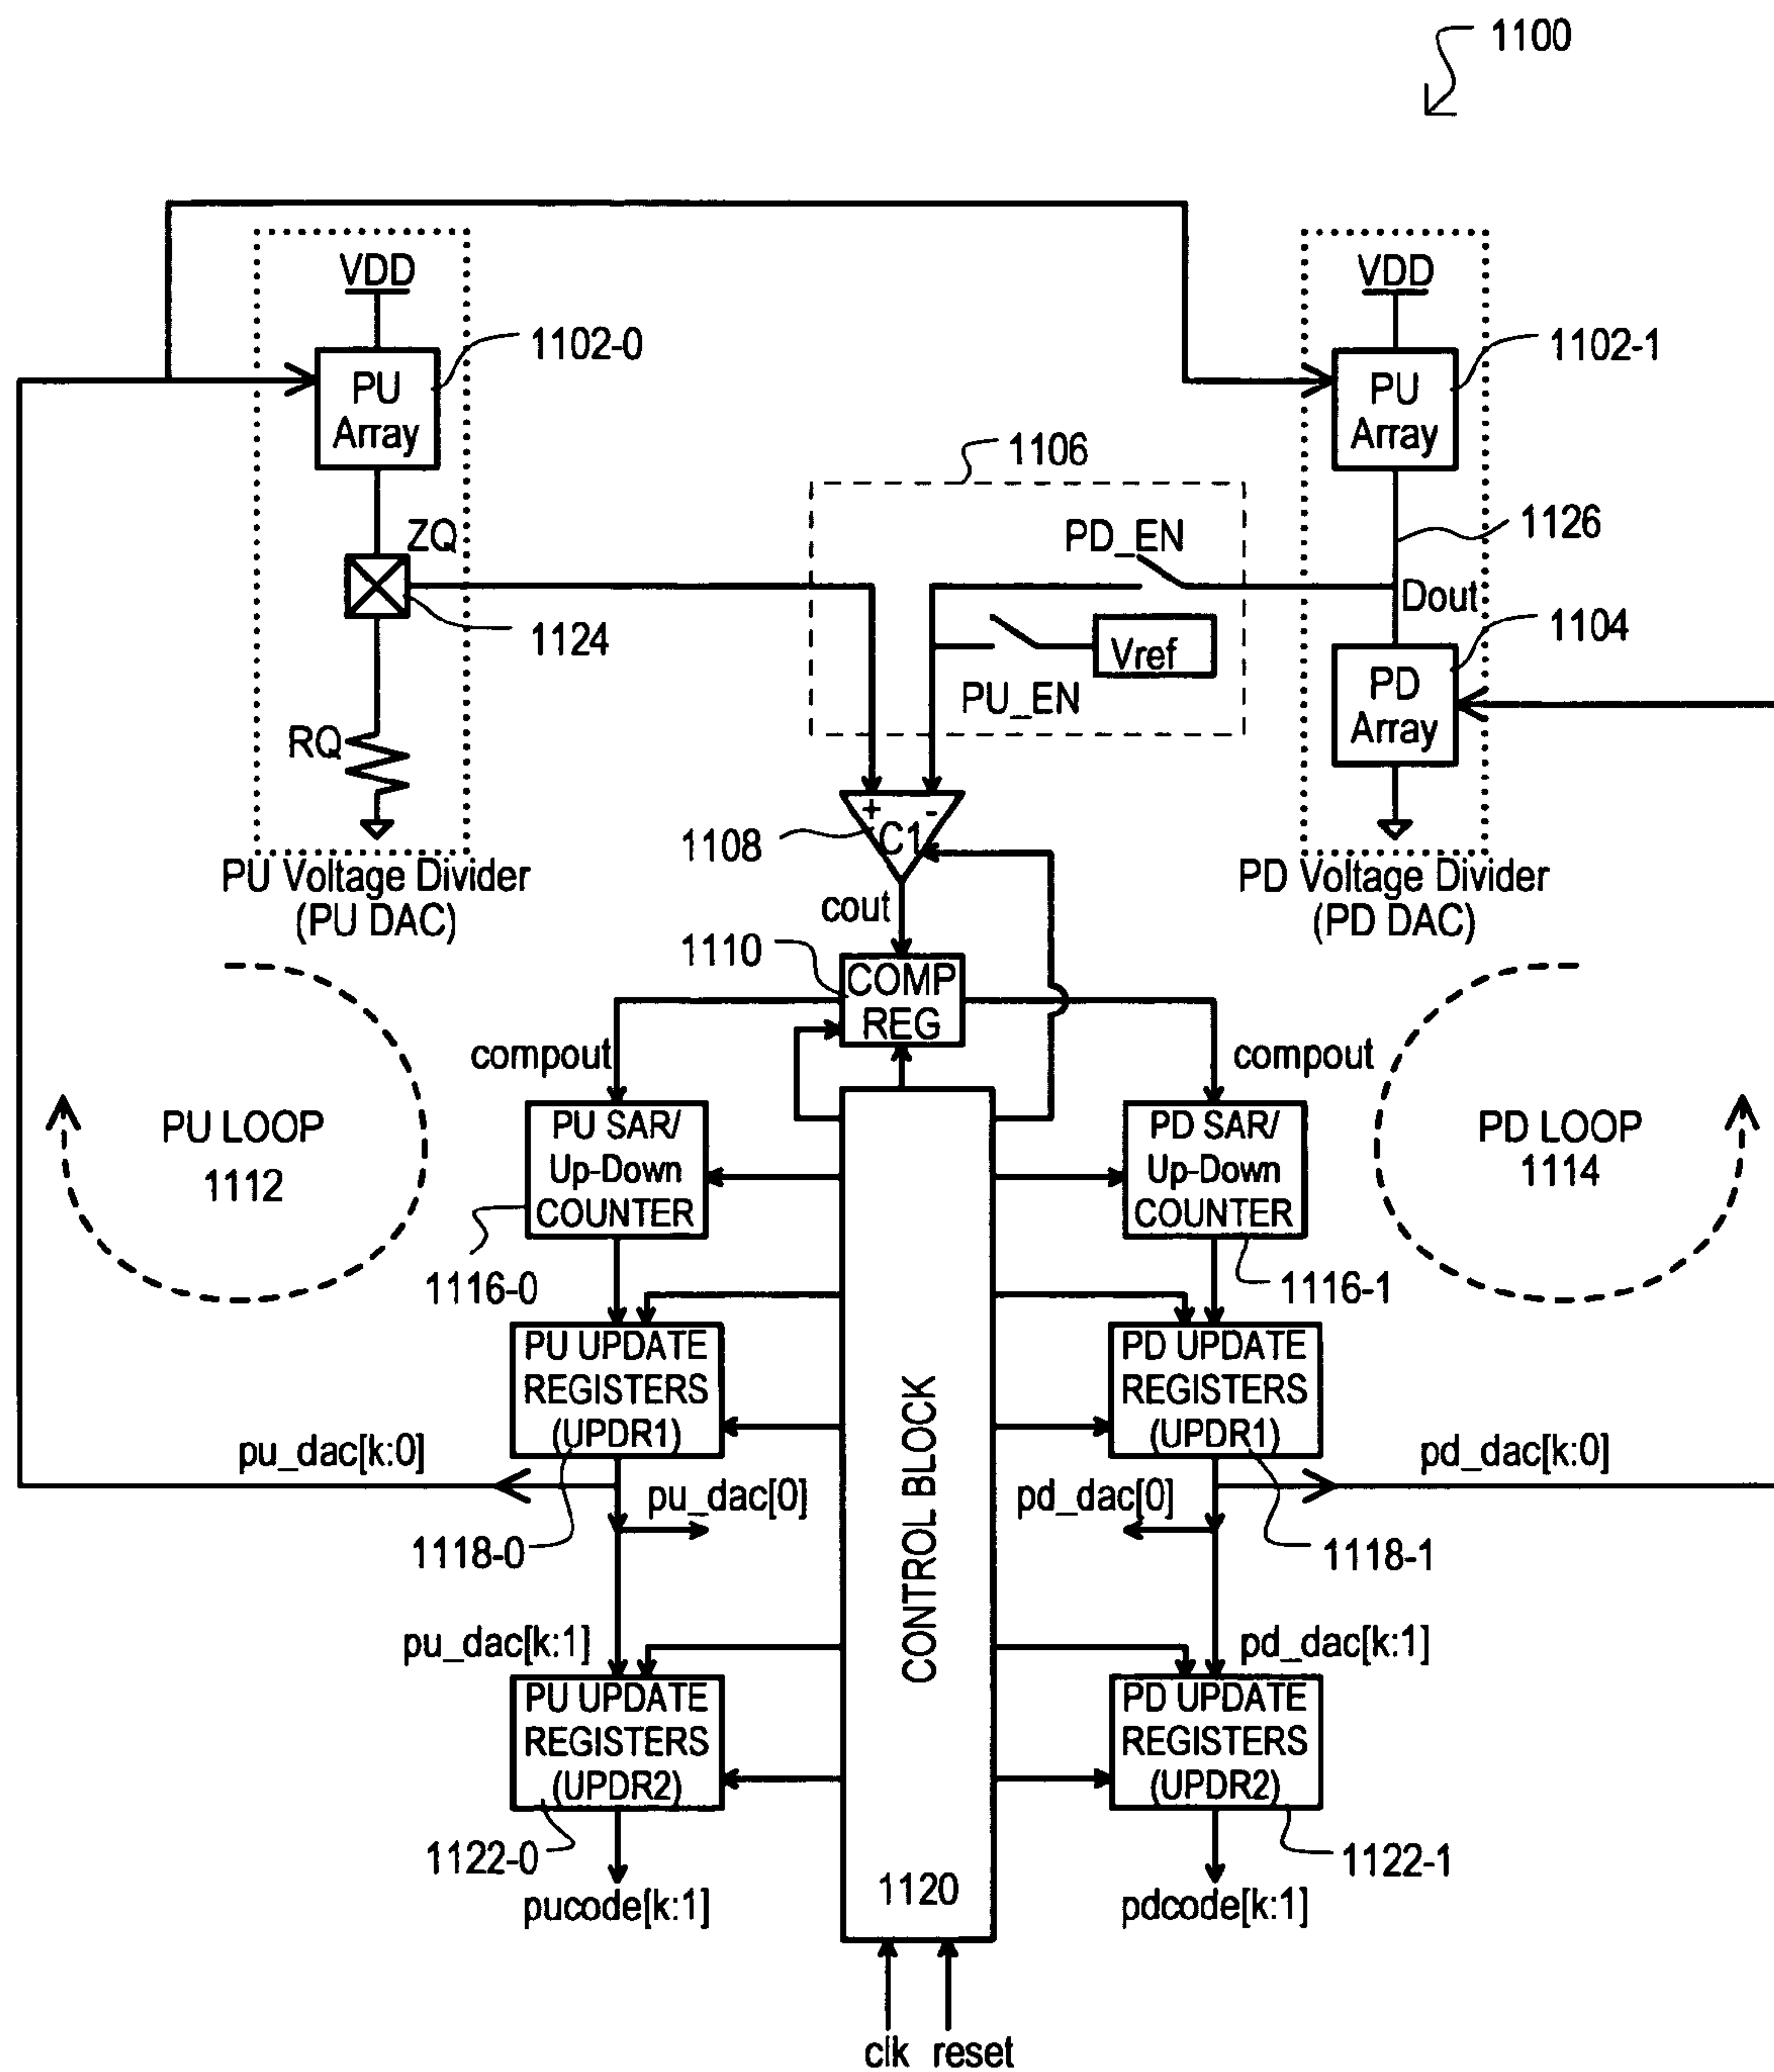 1100
VDD
VDD
1102-0
1102-1
PU
Array
PU
Array
1106
ZQ
PD_EN
1126
Dout
1124
Vref
1104
PU_EN
PD
Array
RQ
+
-
C1
1108
PU Voltage Divider
(PU DAC)
PD Voltage Divider
(PD DAC)
cout
1110
COMP
REG
compout
compout
PU LOOP
1112
PD LOOP
1114
PU SAR/
Up-Down
COUNTER
PD SAR/
Up-Down
COUNTER
1116-0
1116-1
PU UPDATE
REGISTERS
(UPDR1)
PD UPDATE
REGISTERS
(UPDR1)
CONTROL BLOCK
pu_dac[k:0]
pd_dac[k:0]
pu_dac[0]
pd_dac[0]
1118-0
1118-1
pu_dac[k:1]
pd_dac[k:1]
PU UPDATE
REGISTERS
(UPDR2)
PD UPDATE
REGISTERS
(UPDR2)
1122-0
1122-1
1120
pucode[k:1]
pdcode[k:1]
clk
reset